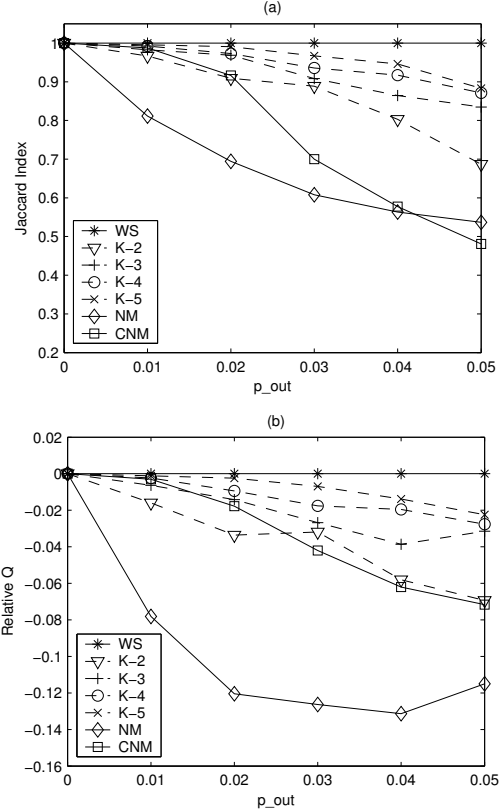 (a)
1
0.9
0.8
0.7
0.6
0.5
0.4
0.3
0.2
Jaccard Index
WS
K−2
K−3
K−4
K−5
NM
CNM
0 0.01 0.02 0.03 0.04 0.05
p_out
(b)
0.02
0
−0.02
−0.04
−0.06
−0.08
−0.1
−0.12
−0.14
−0.16
Relative Q
WS
K−2
K−3
K−4
K−5
NM
CNM
0 0.01 0.02 0.03 0.04 0.05
p_out